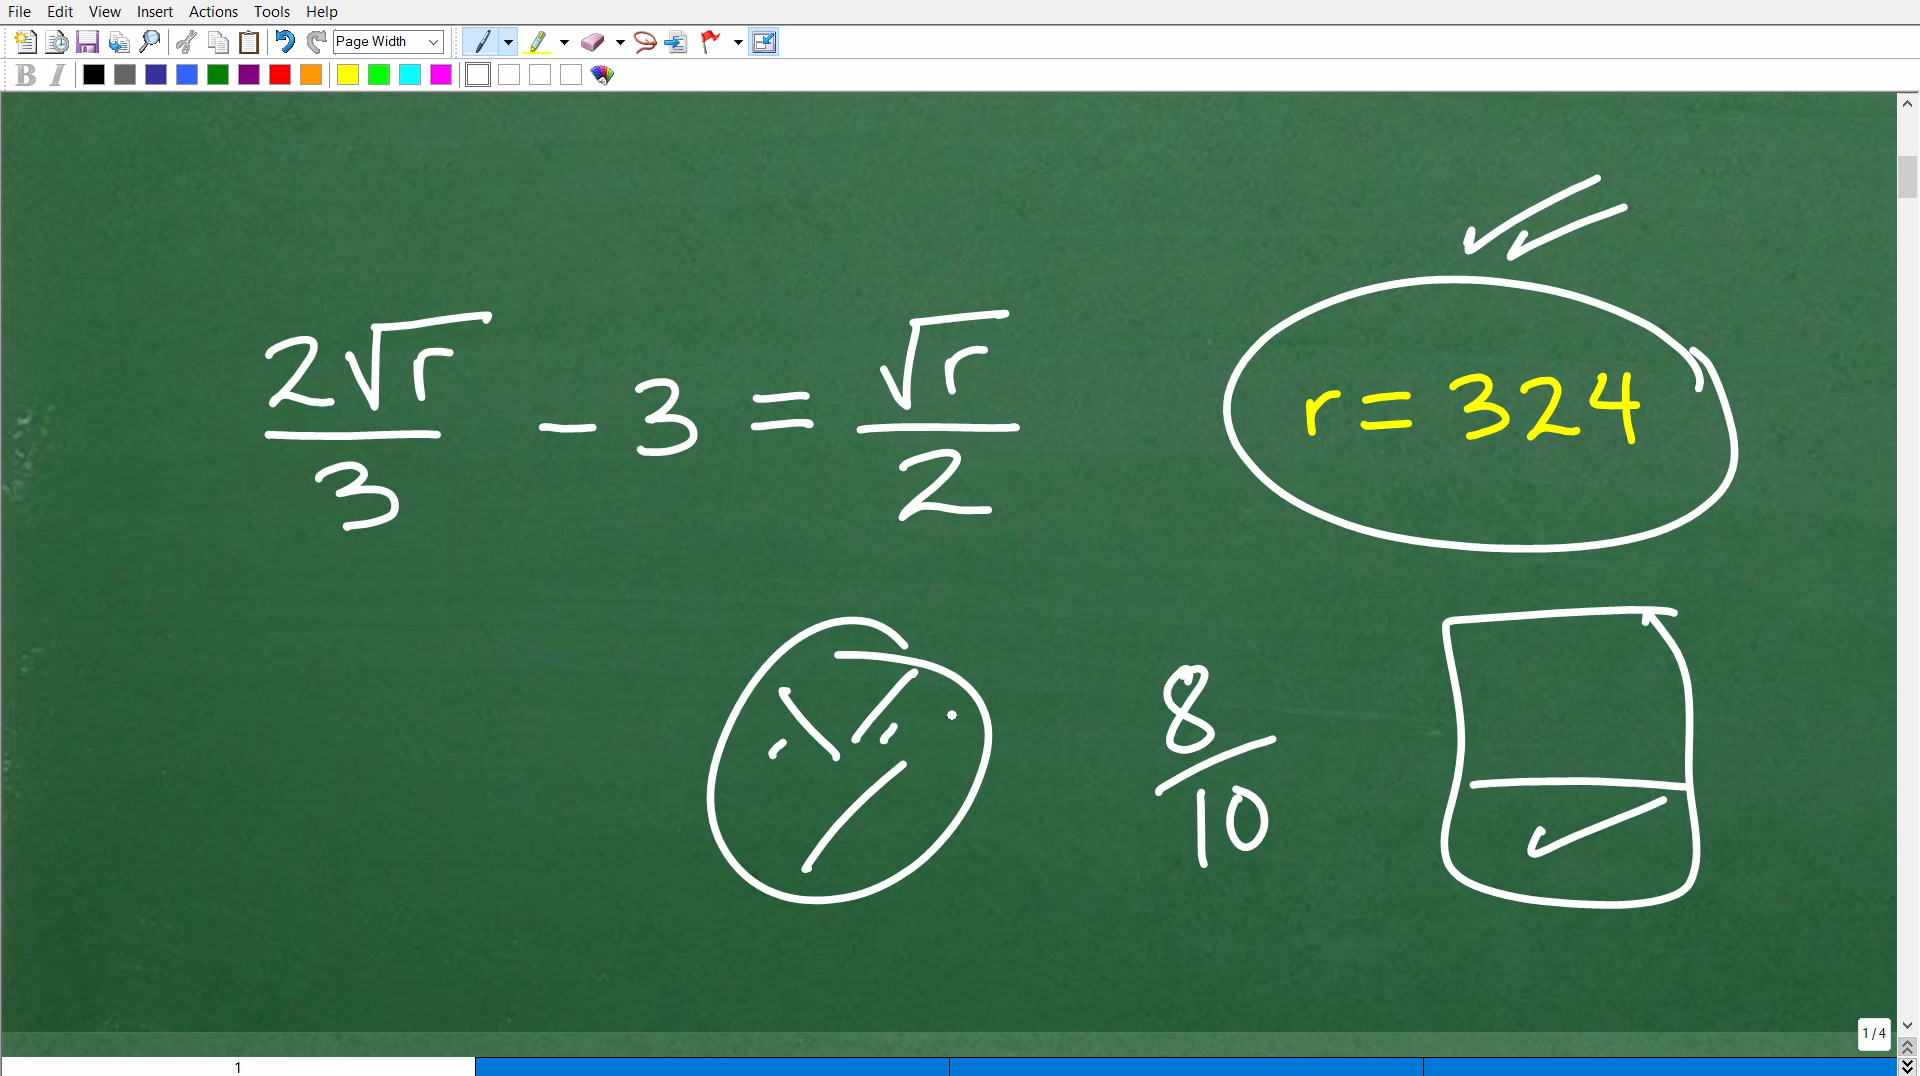 File Edit View Insert Actions Tools Help
Page Width
B I
2√r/3 - 3 = √r/2
r = 324
8/10
1/4
1